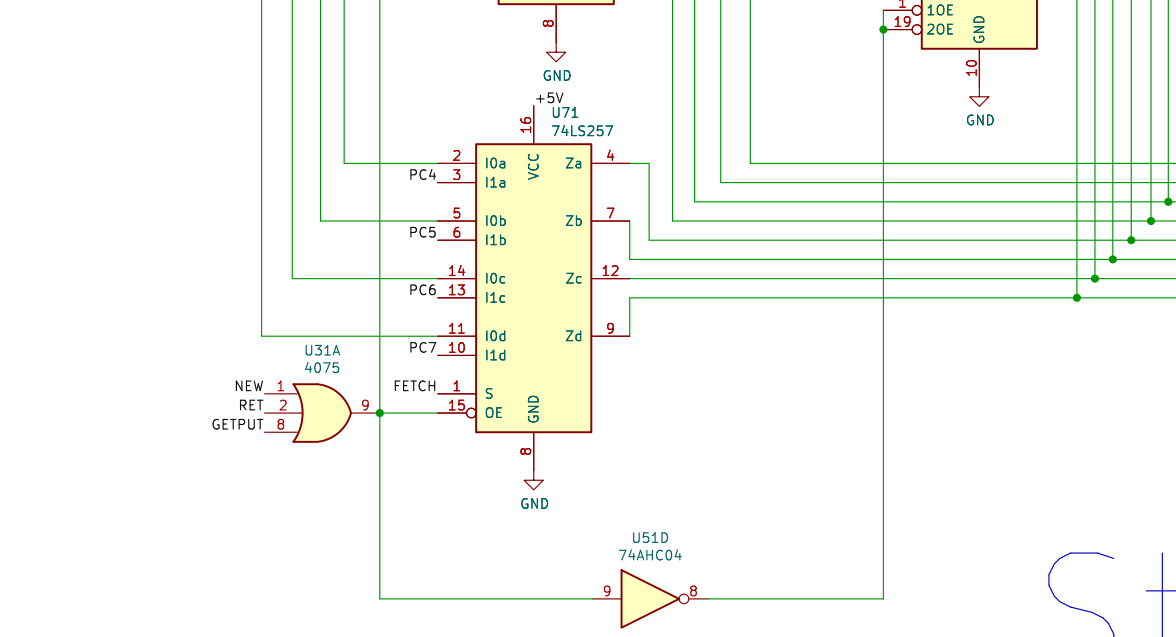 8
GND
1 1OE
19 2OE
GND
10
GND
+5V
U71
74LS257
16
VCC
2 I0a Za 4
PC4 3 I1a
5 I0b Zb 7
PC5 6 I1b
14 I0c Zc 12
PC6 13 I1c
11 I0d Zd 9
PC7 10 I1d
FETCH 1 S
15 OE
GND
8
GND
U31A
4075
NEW 1
RET 2 9
GETPUT 8
U51D
74AHC04
9 8
St